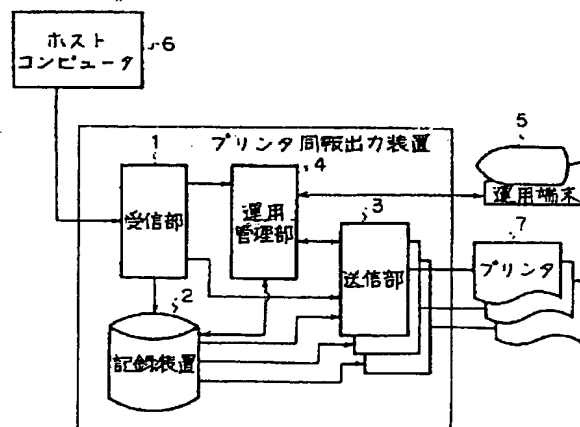 ホスト
コンピュータ
6
プリンタ同報出力装置
1
受信部
4
運用
管理部
3
送信部
2
記録装置
5
運用端末
7
プリンタ